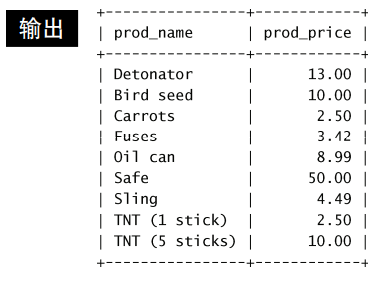 输出
+----------------+------------+
| prod_name      | prod_price |
+----------------+------------+
| Detonator      |      13.00 |
| Bird seed      |      10.00 |
| Carrots        |       2.50 |
| Fuses          |       3.42 |
| Oil can        |       8.99 |
| Safe           |      50.00 |
| Sling          |       4.49 |
| TNT (1 stick)  |       2.50 |
| TNT (5 sticks) |      10.00 |
+----------------+------------+